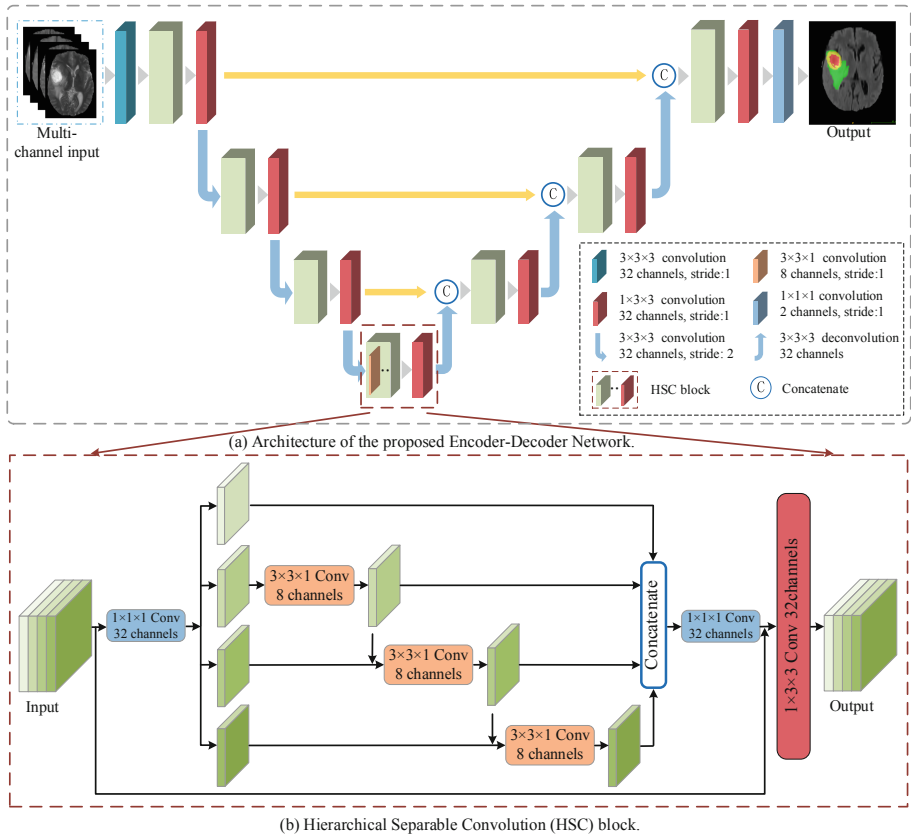 Multi-
channel input
C
Output
C
C
3×3×3 convolution
32 channels, stride:1
3×3×1 convolution
8 channels, stride:1
1×3×3 convolution
32 channels, stride:1
1×1×1 convolution
2 channels, stride:1
3×3×3 convolution
32 channels, stride: 2
3×3×3 deconvolution
32 channels
HSC block
C
Concatenate
(a) Architecture of the proposed Encoder-Decoder Network.
Input
1×1×1 Conv
32 channels
3×3×1 Conv
8 channels
3×3×1 Conv
8 channels
3×3×1 Conv
8 channels
Concatenate
1×1×1 Conv
32 channels
1×3×3 Conv 32channels
Output
(b) Hierarchical Separable Convolution (HSC) block.